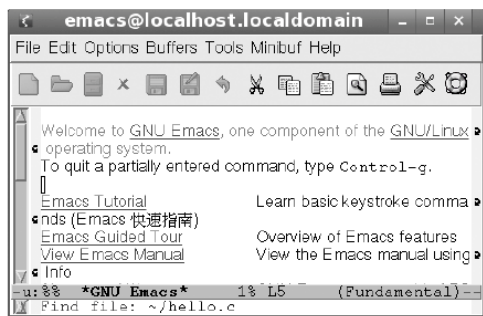 emacs@localhost.localdomain
File Edit Options Buffers Tools Minibuf Help
Welcome to GNU Emacs, one component of the GNU/Linux
operating system.
To quit a partially entered command, type Control-g.
Emacs Tutorial Learn basic keystroke comma
nds (Emacs 快速指南)
Emacs Guided Tour Overview of Emacs features
View Emacs Manual View the Emacs manual using
Info
-u:%% *GNU Emacs* 1% L5 (Fundamental)--
Find file: ~/hello.c